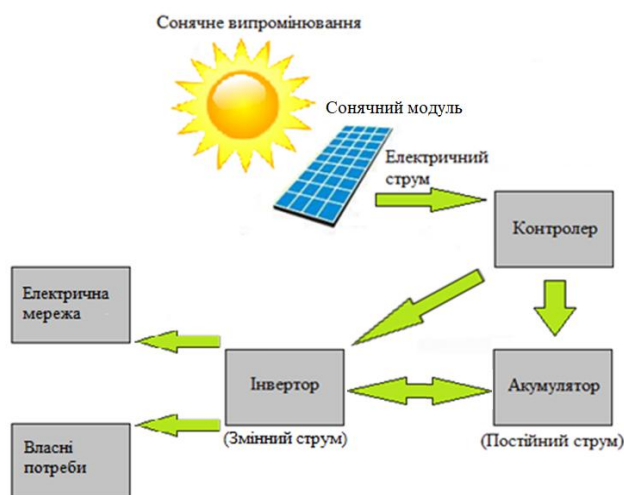 Сонячне випромінювання
Сонячний модуль
Електричний
струм
Контролер
Електрична
мережа
Інвертор
Акумулятор
(Змінний струм)
(Постійний струм)
Власні
потреби